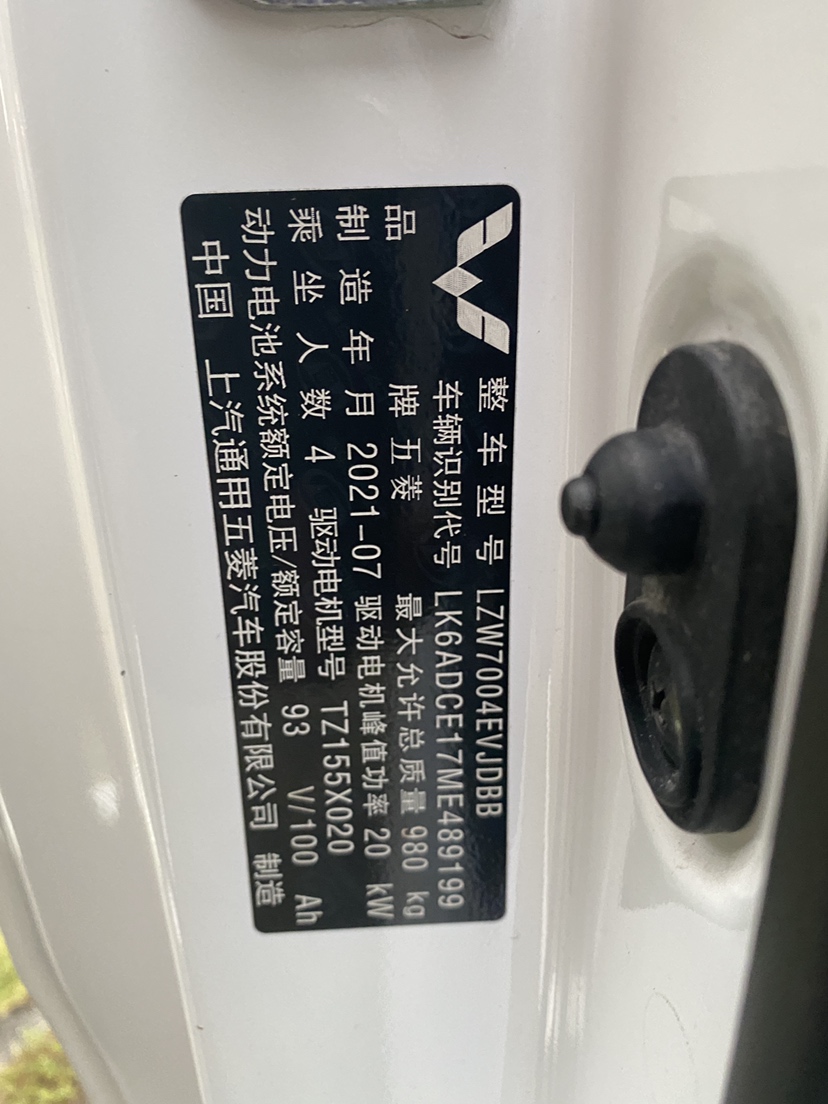 整车型号 LZW7004EVJDBB
车辆识别代号 LK6ADCE17ME489199
品牌 五菱 最大允许总质量 980 kg
制造年月 2021-07 驱动电机峰值功率 20 kW
乘坐人数 4 驱动电机型号 TZ155X020
动力电池系统额定电压/额定容量 93 V/100 Ah
中国 上汽通用五菱汽车股份有限公司 制造